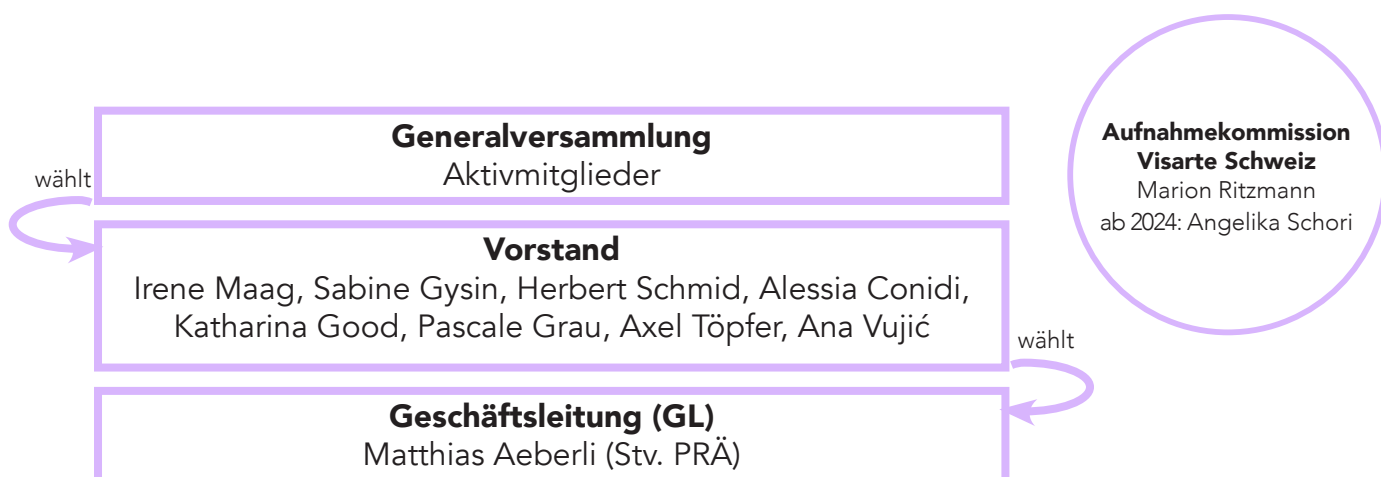 Generalversammlung
Aktivmitglieder
wählt
Vorstand
Irene Maag, Sabine Gysin, Herbert Schmid, Alessia Conidi,
Katharina Good, Pascale Grau, Axel Töpfer, Ana Vujić
wählt
Geschäftsleitung (GL)
Matthias Aeberli (Stv. PRÄ)
Aufnahmekommission
Visarte Schweiz
Marion Ritzmann
ab 2024: Angelika Schori